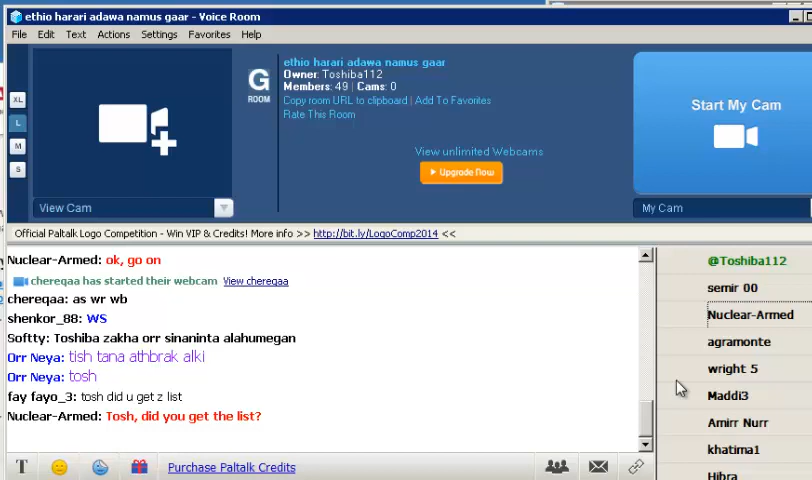 ethio harari adawa namus gaar - Voice Room
File Edit Text Actions Settings Favorites Help
XL
L
M
S
View Cam
G
ROOM
ethio harari adawa namus gaar
Owner: Toshiba112
Members: 49 | Cams: 0
Copy room URL to clipboard | Add To Favorites
Rate This Room
View unlimited Webcams
Upgrade Now
Start My Cam
My Cam
Official Paltalk Logo Competition - Win VIP & Credits! More info >> http://bit.ly/LogoComp2014 <<
Nuclear-Armed: ok, go on
chereqaa has started their webcam View chereqaa
chereqaa: as wr wb
shenkor_88: WS
Softty: Toshiba zakha orr sinaninta alahumegan
Orr Neya: tish tana athbrak alki
Orr Neya: tosh
fay fayo_3: tosh did u get z list
Nuclear-Armed: Tosh, did you get the list?
@Toshiba112
semir 00
Nuclear-Armed
agramonte
wright 5
Maddi3
Amirr Nurr
khatima1
Hibra
T
Purchase Paltalk Credits